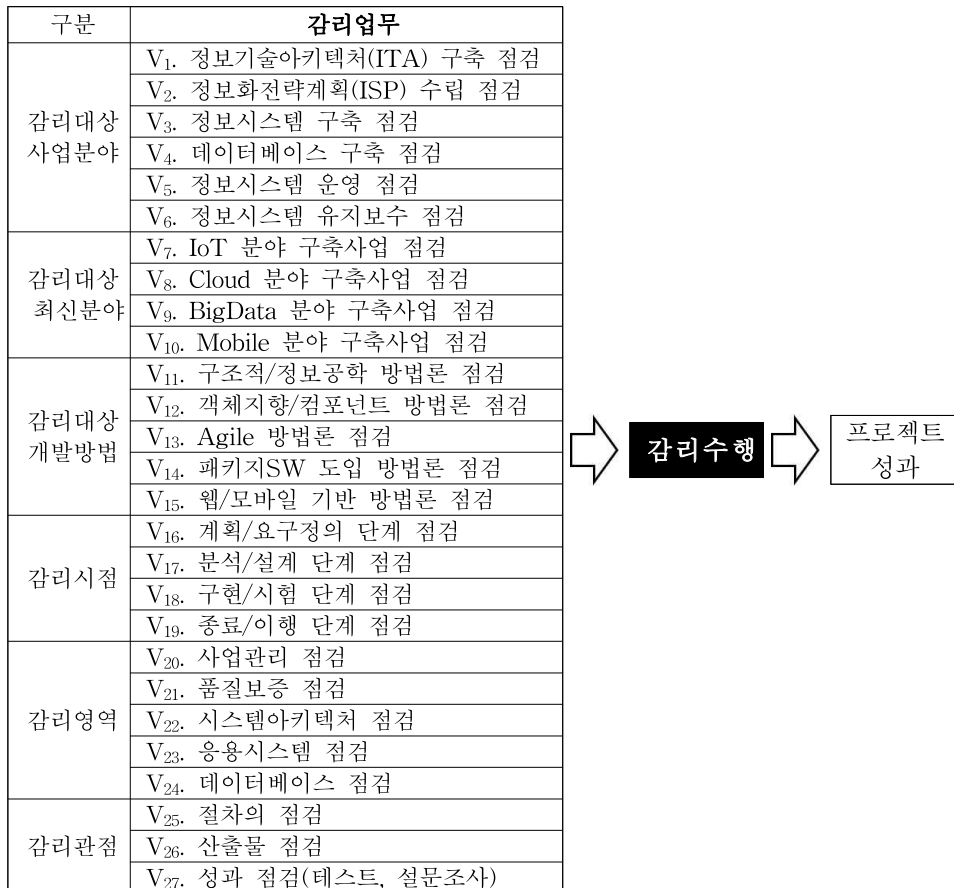 구분 감리업무
감리대상
사업분야
V₁. 정보기술아키텍처(ITA) 구축 점검
V₂. 정보화전략계획(ISP) 수립 점검
V₃. 정보시스템 구축 점검
V₄. 데이터베이스 구축 점검
V₅. 정보시스템 운영 점검
V₆. 정보시스템 유지보수 점검
감리대상
최신분야
V₇. IoT 분야 구축사업 점검
V₈. Cloud 분야 구축사업 점검
V₉. BigData 분야 구축사업 점검
V₁₀. Mobile 분야 구축사업 점검
감리대상
개발방법
V₁₁. 구조적/정보공학 방법론 점검
V₁₂. 객체지향/컴포넌트 방법론 점검
V₁₃. Agile 방법론 점검
V₁₄. 패키지SW 도입 방법론 점검
V₁₅. 웹/모바일 기반 방법론 점검
감리시점
V₁₆. 계획/요구정의 단계 점검
V₁₇. 분석/설계 단계 점검
V₁₈. 구현/시험 단계 점검
V₁₉. 종료/이행 단계 점검
감리영역
V₂₀. 사업관리 점검
V₂₁. 품질보증 점검
V₂₂. 시스템아키텍처 점검
V₂₃. 응용시스템 점검
V₂₄. 데이터베이스 점검
감리관점
V₂₅. 절차의 점검
V₂₆. 산출물 점검
V₂₇. 성과 점검(테스트, 설문조사)
감리수행
프로젝트
성과